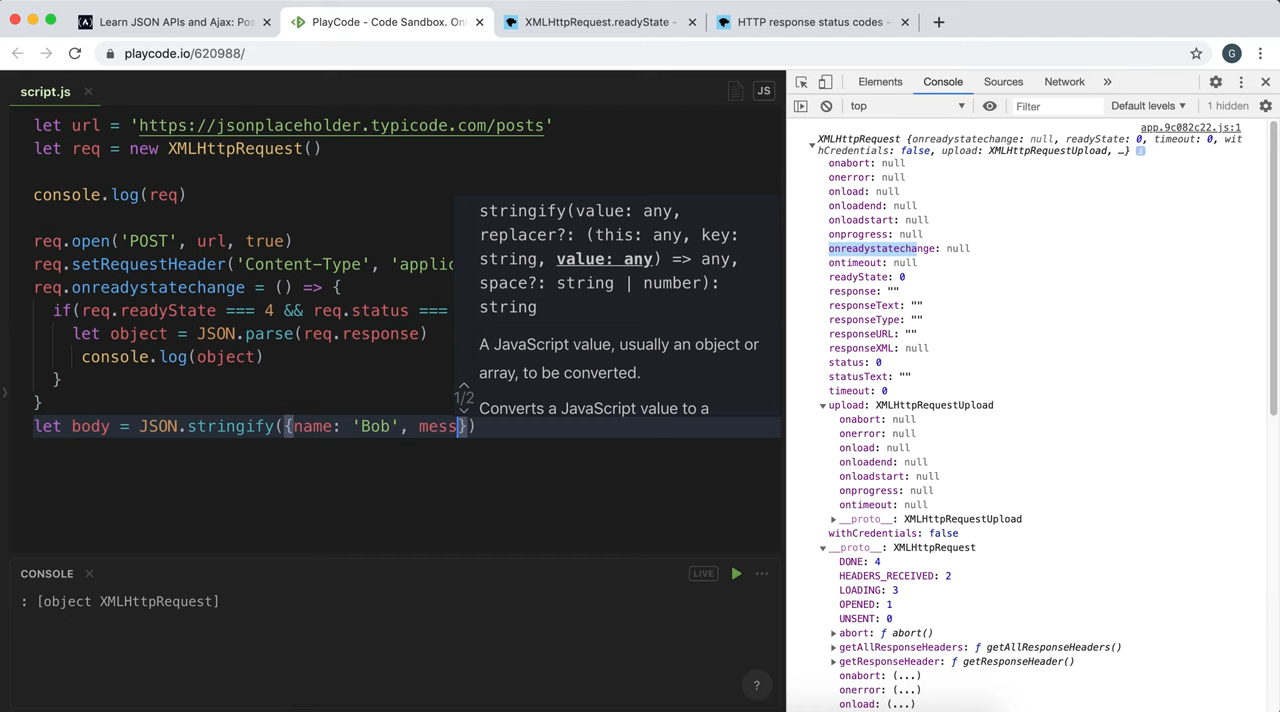 Learn JSON APIs and Ajax: Pos
PlayCode - Code Sandbox. On
XMLHttpRequest.readyState -
HTTP response status codes -
playcode.io/620988/
G
script.js
JS
let url = 'https://jsonplaceholder.typicode.com/posts'
let req = new XMLHttpRequest()
console.log(req)
req.open('POST', url, true)
req.setRequestHeader('Content-Type', 'applic
req.onreadystatechange = () => {
if(req.readyState === 4 && req.status ===
let object = JSON.parse(req.response)
console.log(object)
}
}
let body = JSON.stringify({name: 'Bob', mess})
stringify(value: any,
replacer?: (this: any, key:
string, value: any) => any,
space?: string | number):
string
A JavaScript value, usually an object or
array, to be converted.
1/2
Converts a JavaScript value to a
CONSOLE
LIVE
: [object XMLHttpRequest]
?
Elements
Console
Sources
Network
»
top
Filter
Default levels
1 hidden
app.9c082c22.js:1
XMLHttpRequest {onreadystatechange: null, readyState: 0, timeout: 0, wit
hCredentials: false, upload: XMLHttpRequestUpload, …}
onabort: null
onerror: null
onload: null
onloadend: null
onloadstart: null
onprogress: null
onreadystatechange: null
ontimeout: null
readyState: 0
response: ""
responseText: ""
responseType: ""
responseURL: ""
responseXML: null
status: 0
statusText: ""
timeout: 0
upload: XMLHttpRequestUpload
onabort: null
onerror: null
onload: null
onloadend: null
onloadstart: null
onprogress: null
ontimeout: null
__proto__: XMLHttpRequestUpload
withCredentials: false
__proto__: XMLHttpRequest
DONE: 4
HEADERS_RECEIVED: 2
LOADING: 3
OPENED: 1
UNSENT: 0
abort: ƒ abort()
getAllResponseHeaders: ƒ getAllResponseHeaders()
getResponseHeader: ƒ getResponseHeader()
onabort: (...)
onerror: (...)
onload: (...)